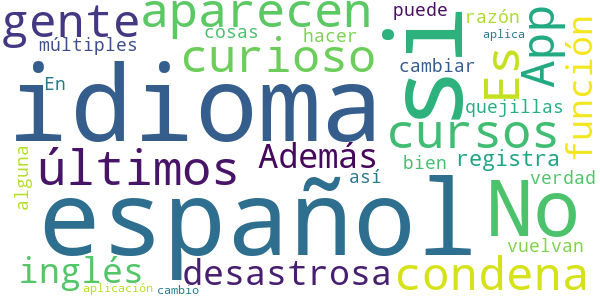 gente
aparecen
puede
razón
si
App
función
múltiples
cosas
hacer
aplica
curioso
cambiar
Es
En
idioma
quejillas
cursos
Además
últimos
bien
registra
alguna
así
verdad
español
No
vuelvan
inglés
desastrosa
condena
aplicación
cambio